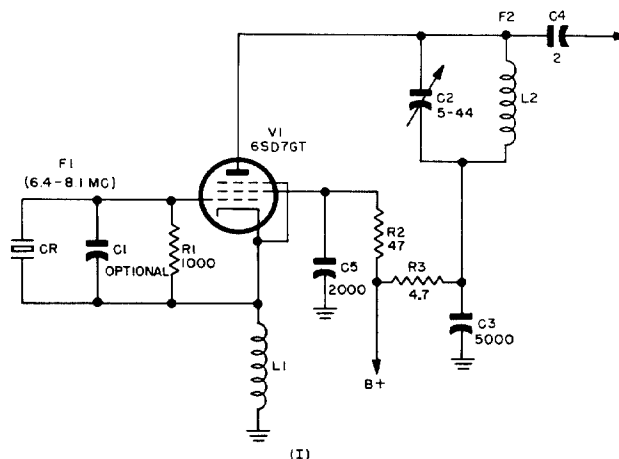 F2
C4
2
C2
5-44
L2
V1
6SD7GT
F1
(6.4-8.1 MC)
CR
C1
OPTIONAL
R1
1000
C5
2000
R2
47
R3
4.7
C3
5000
L1
B+
(I)